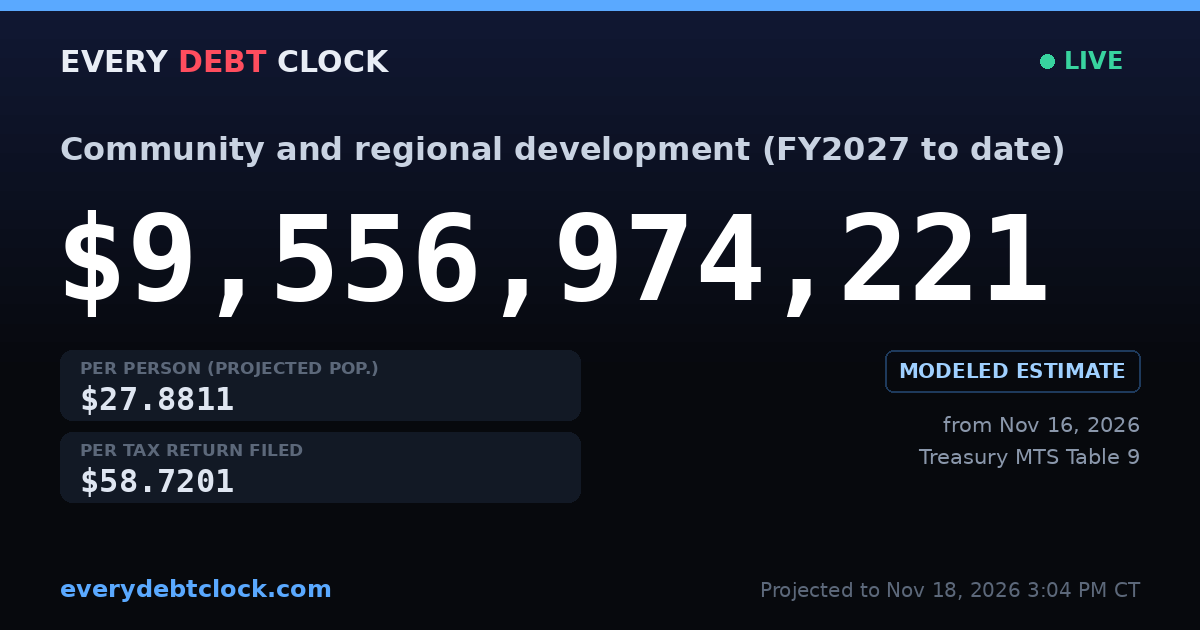 EVERY DEBT CLOCK
LIVE
Community and regional development (FY2027 to date)
$9,556,974,221
PER PERSON (PROJECTED POP.)
$27.8811
PER TAX RETURN FILED
$58.7201
MODELED ESTIMATE
from Nov 16, 2026
Treasury MTS Table 9
everydebtclock.com
Projected to Nov 18, 2026 3:04 PM CT